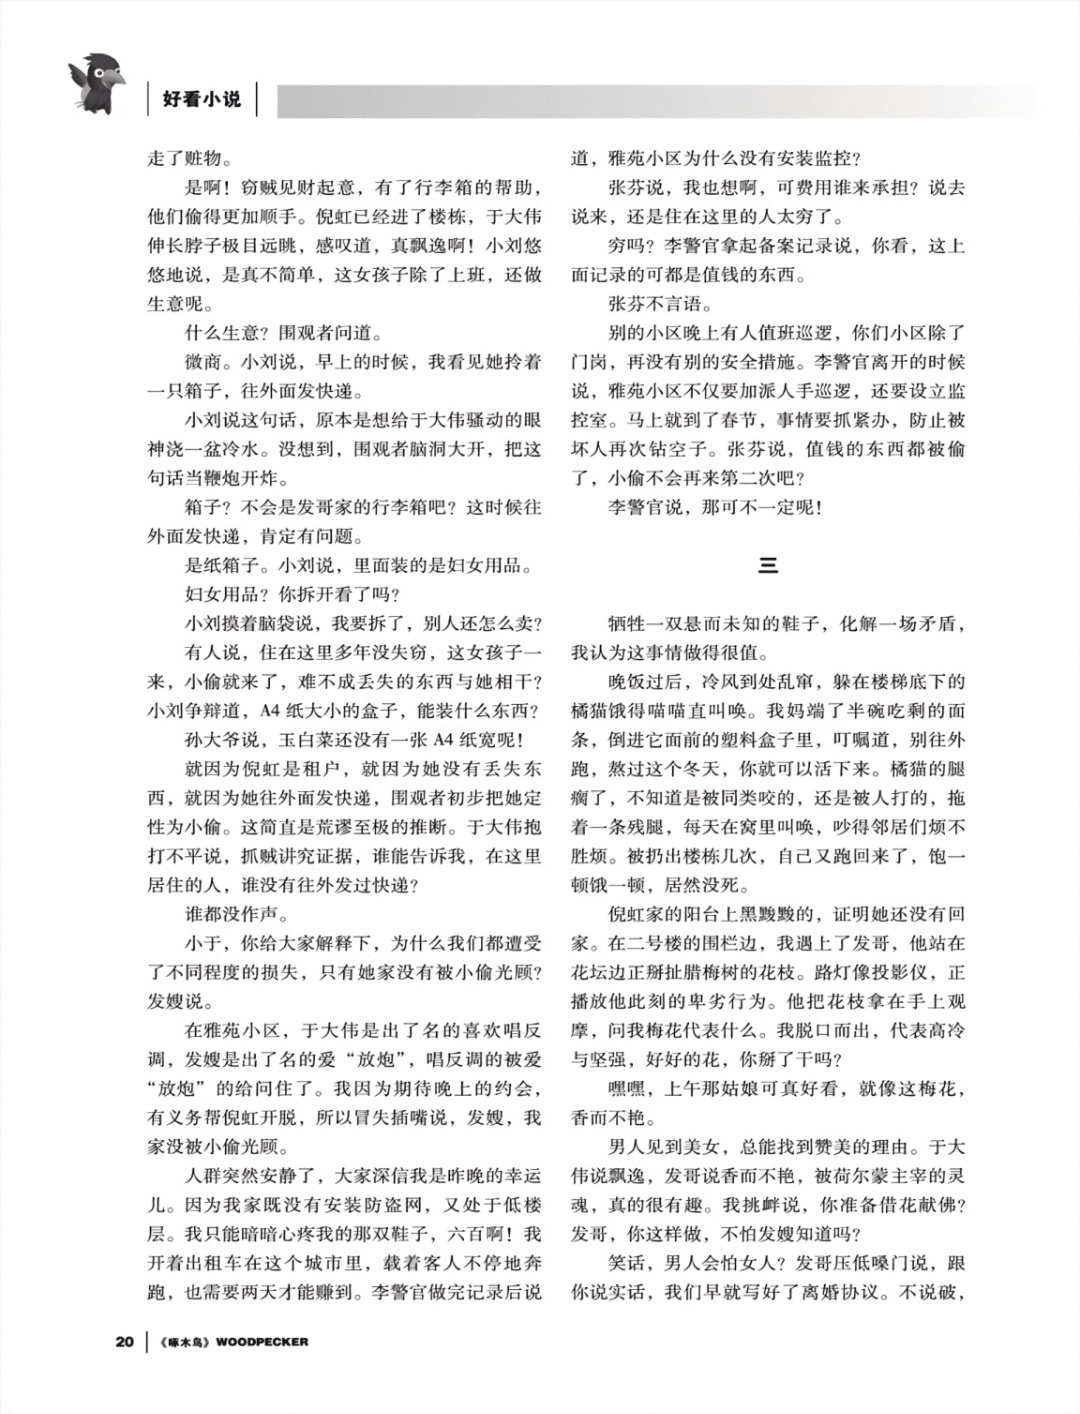 好看小说
走了赃物。
是啊！窃贼见财起意，有了行李箱的帮助，
他们偷得更加顺手。倪虹已经进了楼栋，于大伟
伸长脖子极目远眺，感叹道，真飘逸啊！小刘悠
悠地说，是真不简单，这女孩子除了上班，还做
生意呢。
什么生意？围观者问道。
微商。小刘说，早上的时候，我看见她拎着
一只箱子，往外面发快递。
小刘说这句话，原本是想给于大伟骚动的眼
神浇一盆冷水。没想到，围观者脑洞大开，把这
句话当鞭炮开炸。
箱子？不会是发哥家的行李箱吧？这时候往
外面发快递，肯定有问题。
是纸箱子。小刘说，里面装的是妇女用品。
妇女用品？你拆开看了吗？
小刘摸着脑袋说，我要拆了，别人还怎么卖？
有人说，住在这里多年没失窃，这女孩子一
来，小偷就来了，难不成丢失的东西与她相干？
小刘争辩道，A4 纸大小的盒子，能装什么东西？
孙大爷说，玉白菜还没有一张 A4 纸宽呢！
就因为倪虹是租户，就因为她没有丢失东
西，就因为她往外面发快递，围观者初步把她定
性为小偷。这简直是荒谬至极的推断。于大伟抱
打不平说，抓贼讲究证据，谁能告诉我，在这里
居住的人，谁没有往外发过快递？
谁都没作声。
小于，你给大家解释下，为什么我们都遭受
了不同程度的损失，只有她家没有被小偷光顾？
发嫂说。
在雅苑小区，于大伟是出了名的喜欢唱反
调，发嫂是出了名的爱“放炮”，唱反调的被爱
“放炮”的给问住了。我因为期待晚上的约会，
有义务帮倪虹开脱，所以冒失插嘴说，发嫂，我
家没被小偷光顾。
人群突然安静了，大家深信我是昨晚的幸运
儿。因为我家既没有安装防盗网，又处于低楼
层。我只能暗暗心疼我的那双鞋子，六百啊！我
开着出租车在这个城市里，载着客人不停地奔
跑，也需要两天才能赚到。李警官做完记录后说
道，雅苑小区为什么没有安装监控？
张芬说，我也想啊，可费用谁来承担？说去
说来，还是住在这里的人太穷了。
穷吗？李警官拿起备案记录说，你看，这上
面记录的可都是值钱的东西。
张芬不言语。
别的小区晚上有人值班巡逻，你们小区除了
门岗，再没有别的安全措施。李警官离开的时候
说，雅苑小区不仅要加派人手巡逻，还要设立监
控室。马上就到了春节，事情要抓紧办，防止被
坏人再次钻空子。张芬说，值钱的东西都被偷
了，小偷不会再来第二次吧？
李警官说，那可不一定呢！
三
牺牲一双悬而未知的鞋子，化解一场矛盾，
我认为这事情做得很值。
晚饭过后，冷风到处乱窜，躲在楼梯底下的
橘猫饿得喵喵直叫唤。我妈端了半碗吃剩的面
条，倒进它面前的塑料盒子里，叮嘱道，别往外
跑，熬过这个冬天，你就可以活下来。橘猫的腿
瘸了，不知道是被同类咬的，还是被人打的，拖
着一条残腿，每天在窝里叫唤，吵得邻居们烦不
胜烦。被扔出楼栋几次，自己又跑回来了，饱一
顿饿一顿，居然没死。
倪虹家的阳台上黑黢黢的，证明她还没有回
家。在二号楼的围栏边，我遇上了发哥，他站在
花坛边正掰扯腊梅树的花枝。路灯像投影仪，正
播放他此刻的卑劣行为。他把花枝拿在手上观
摩，问我梅花代表什么。我脱口而出，代表高冷
与坚强，好好的花，你掰了干吗？
嘿嘿，上午那姑娘可真好看，就像这梅花，
香而不艳。
男人见到美女，总能找到赞美的理由。于大
伟说飘逸，发哥说香而不艳，被荷尔蒙主宰的灵
魂，真的很有趣。我挑衅说，你准备借花献佛？
发哥，你这样做，不怕发嫂知道吗？
笑话，男人会怕女人？发哥压低嗓门说，跟
你说实话，我们早就写好了离婚协议。不说破，
20 《啄木鸟》WOODPECKER